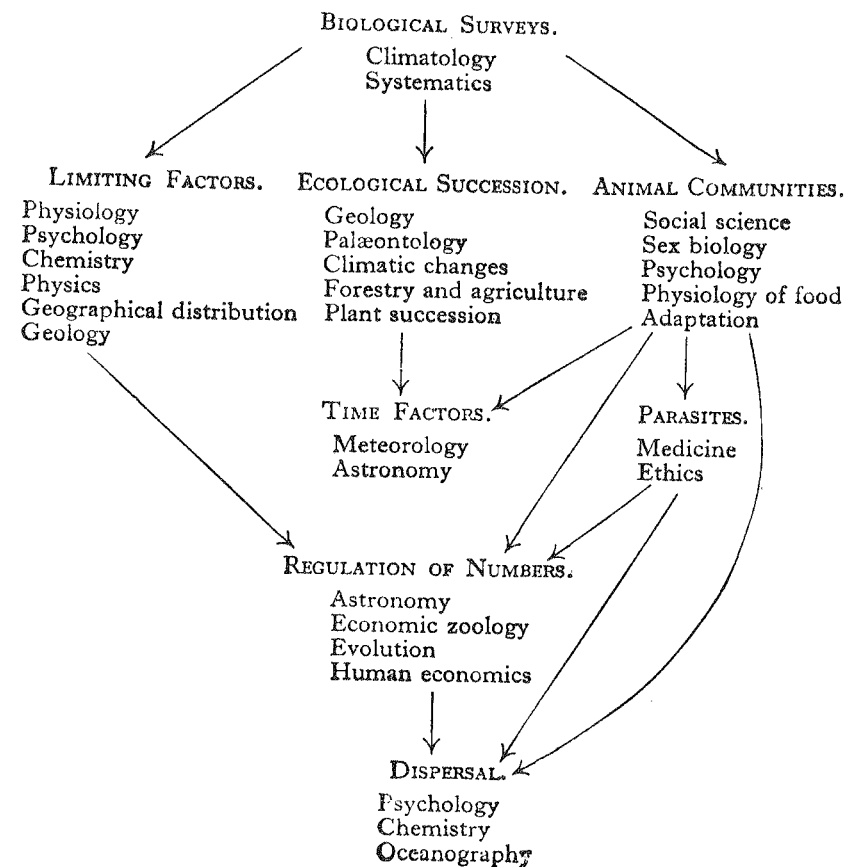 BIOLOGICAL SURVEYS.
Climatology
Systematics
LIMITING FACTORS.
Physiology
Psychology
Chemistry
Physics
Geographical distribution
Geology
ECOLOGICAL SUCCESSION.
Geology
Palæontology
Climatic changes
Forestry and agriculture
Plant succession
ANIMAL COMMUNITIES.
Social science
Sex biology
Psychology
Physiology of food
Adaptation
TIME FACTORS.
Meteorology
Astronomy
PARASITES.
Medicine
Ethics
REGULATION OF NUMBERS.
Astronomy
Economic zoology
Evolution
Human economics
DISPERSAL.
Psychology
Chemistry
Oceanography